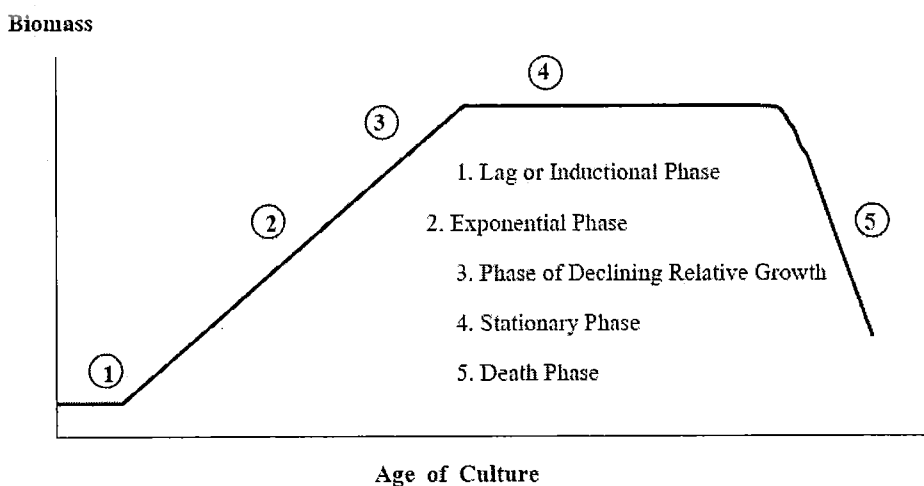 Biomass
4
3
1. Lag or Inductional Phase
2
2. Exponential Phase
5
3. Phase of Declining Relative Growth
4. Stationary Phase
1
5. Death Phase
Age of Culture